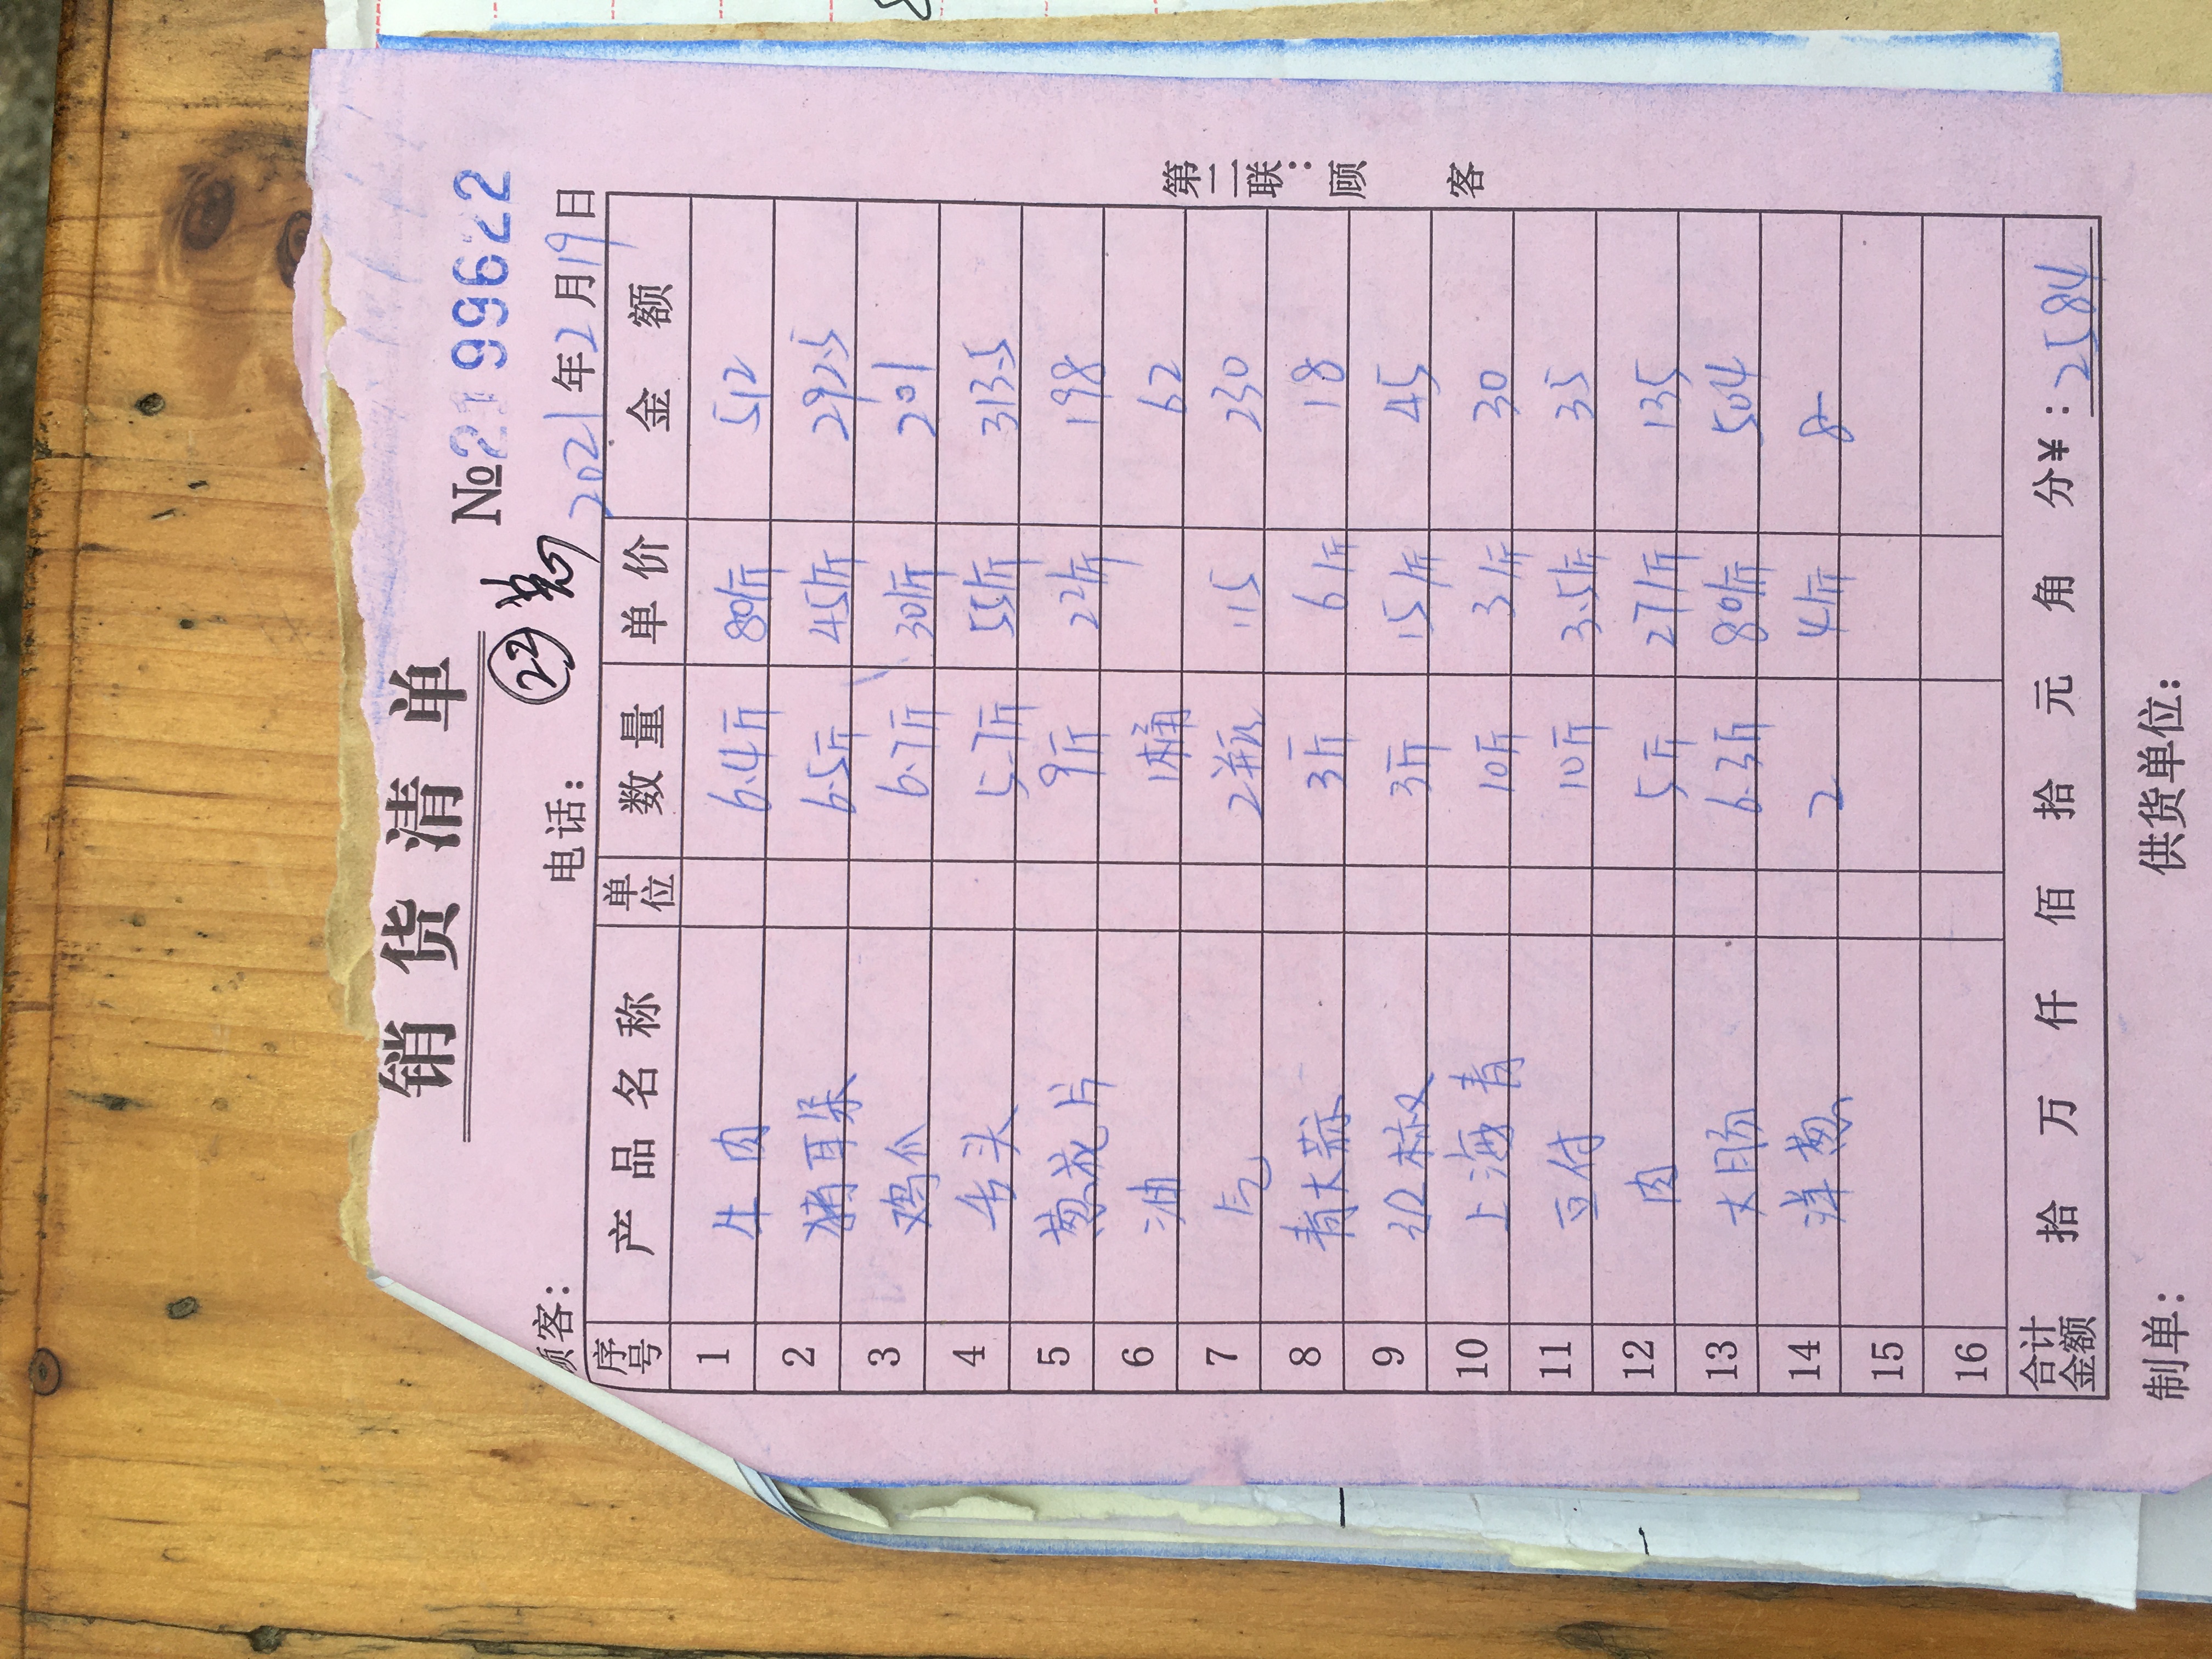 销货清单
№2199622
㉒
顾客： 电话： 2021年2月19日
序号 产品名称 单位 数量 单价 金额
1 牛肉 6.4斤 80/斤 512
2 猪耳朵 6.5斤 45/斤 292.5
3 鸡爪 6.7斤 30/斤 201
4 舌头 5.7斤 55/斤 313.5
5 葱花片 9斤 22/斤 198
6 油 1桶 62
7 气 2瓶 115 230
8 青大蒜 3斤 6/斤 18
9 红椒 3斤 15/斤 45
10 上海青 10斤 3/斤 30
11 豆付 10斤 3.5/斤 35
12 肉 5斤 27/斤 135
13 大肠 6.3斤 80/斤 504
14 洋葱 2 4/斤 8
15
16
合计金额 拾 万 仟 佰 拾 元 角 分¥：2584
制单： 供货单位：
第二联：顾客